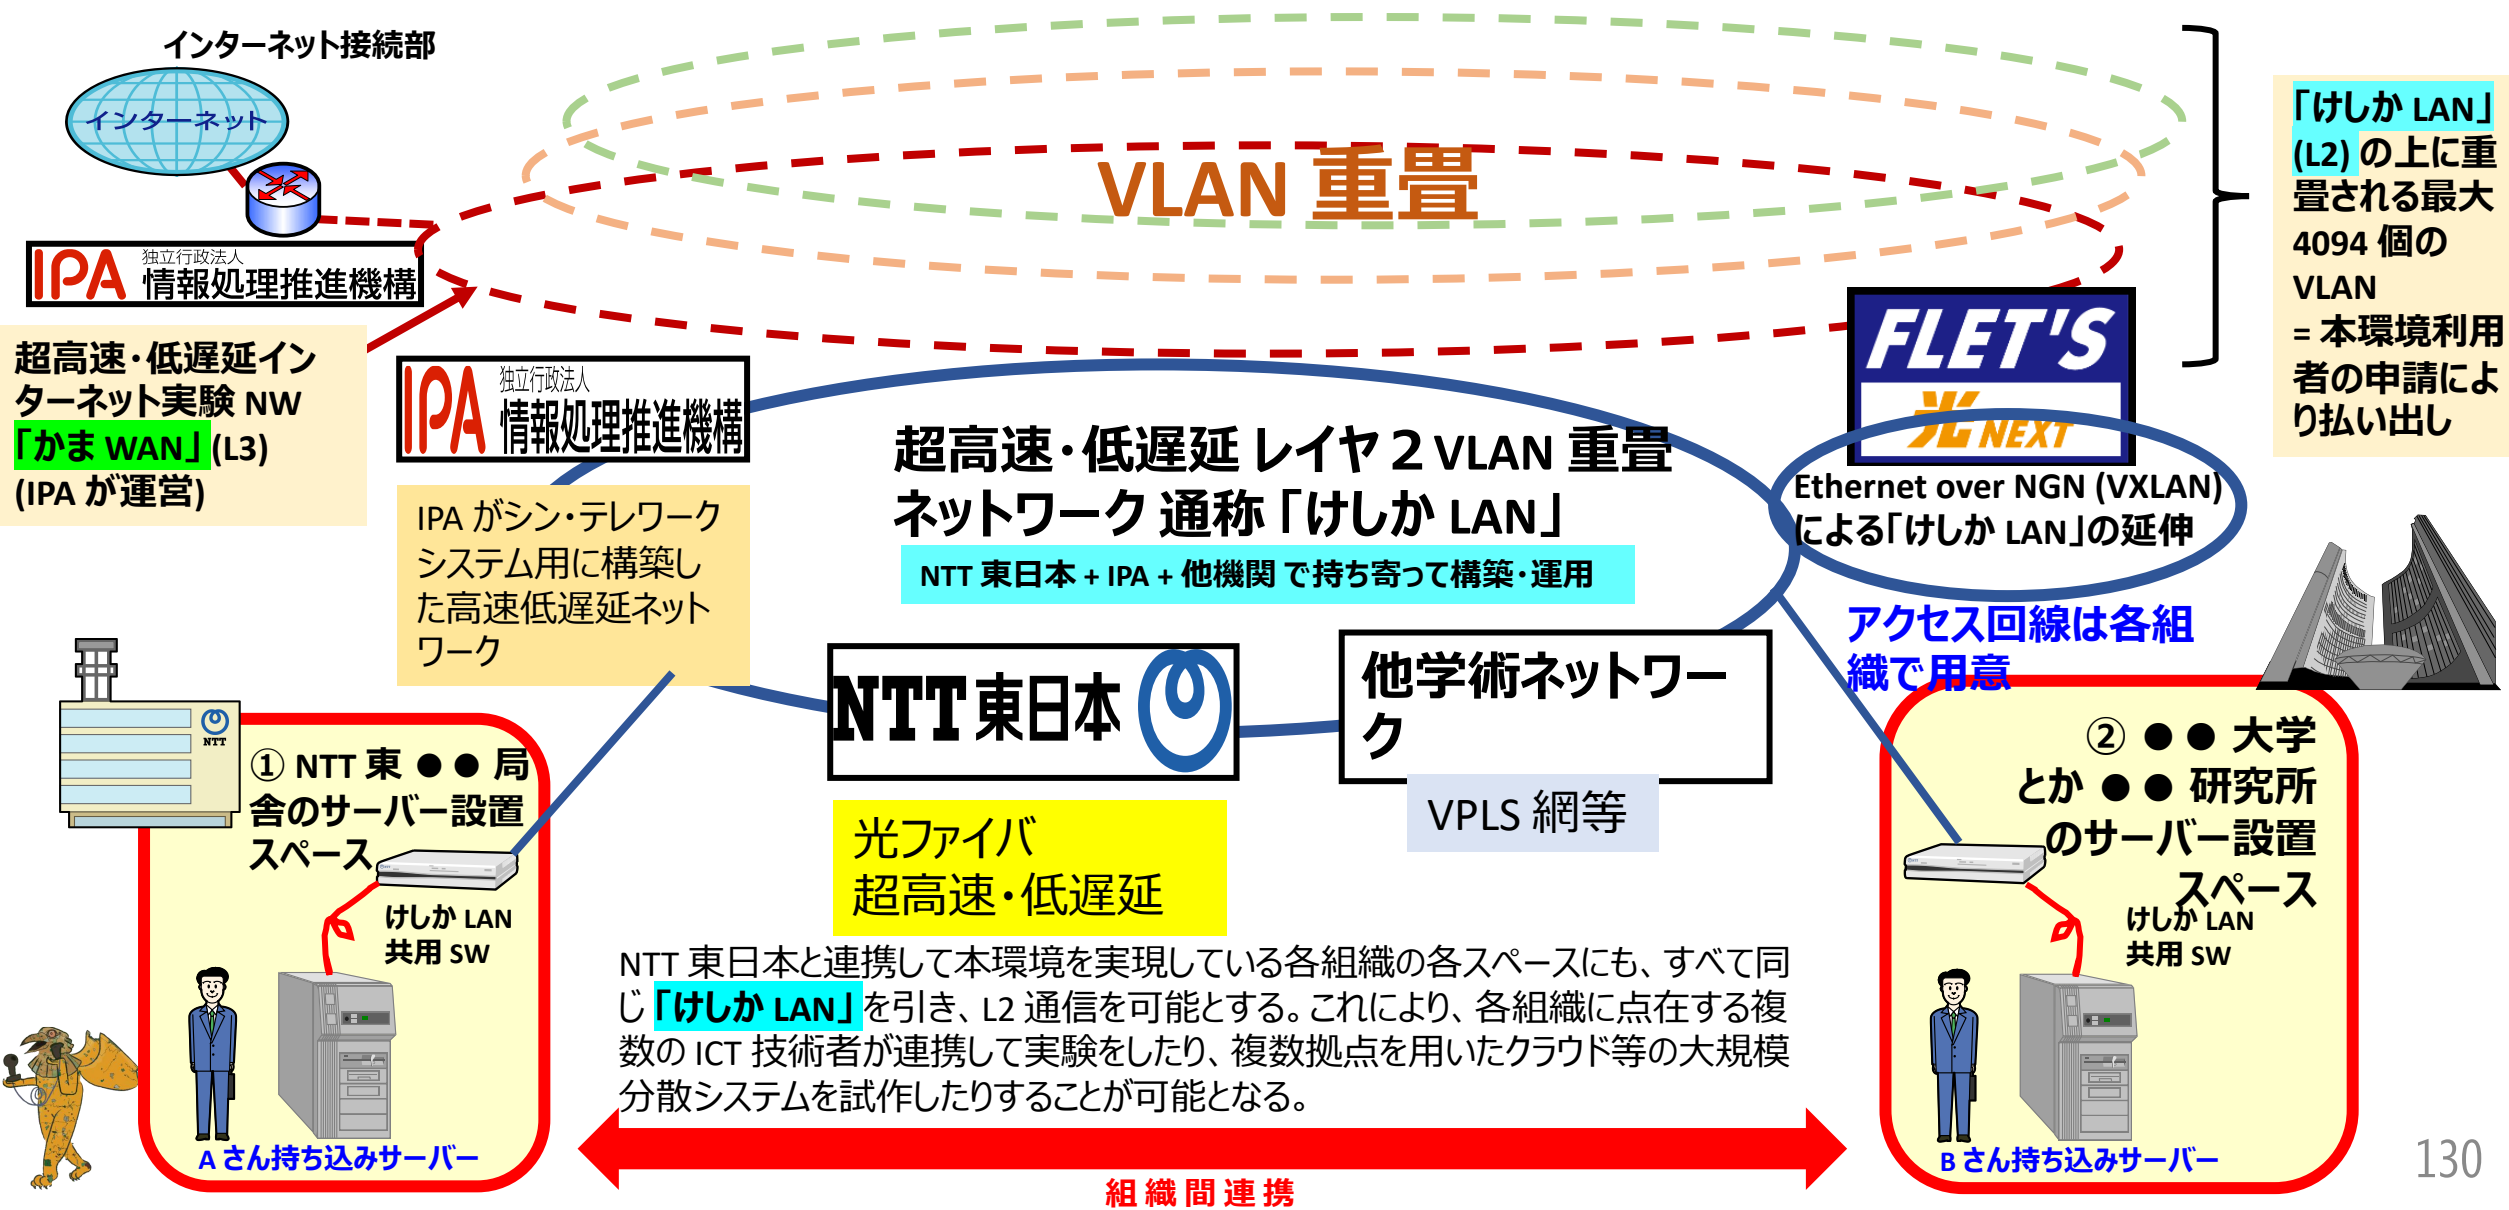 インターネット接続部
インターネット
IPA 独立行政法人
情報処理推進機構
超高速・低遅延イン
ターネット実験 NW
「かま WAN」 (L3)
(IPA が運営)
VLAN 重畳
「けしか LAN」
(L2) の上に重
畳される最大
4094 個の
VLAN
= 本環境利用
者の申請によ
り払い出し
IPA 独立行政法人
情報処理推進機構
IPA がシン・テレワーク
システム用に構築し
た高速低遅延ネット
ワーク
超高速・低遅延 レイヤ 2 VLAN 重畳
ネットワーク 通称 「けしか LAN」
NTT 東日本 + IPA + 他機関 で持ち寄って構築・運用
FLET'S
光 NEXT
Ethernet over NGN (VXLAN)
による「けしか LAN」の延伸
アクセス回線は各組
織で用意
NTT 東日本
光ファイバ
超高速・低遅延
他学術ネットワー
ク
VPLS 網等
NTT
① NTT 東 ●● 局
舎のサーバー設置
スペース
けしか LAN
共用 SW
A さん持ち込みサーバー
NTT 東日本と連携して本環境を実現している各組織の各スペースにも、すべて同
じ 「けしか LAN」 を引き、L2 通信を可能とする。これにより、各組織に点在する複
数の ICT 技術者が連携して実験をしたり、複数拠点を用いたクラウド等の大規模
分散システムを試作したりすることが可能となる。
組織間連携
② ●● 大学
とか ●● 研究所
のサーバー設置
スペース
けしか LAN
共用 SW
B さん持ち込みサーバー
130